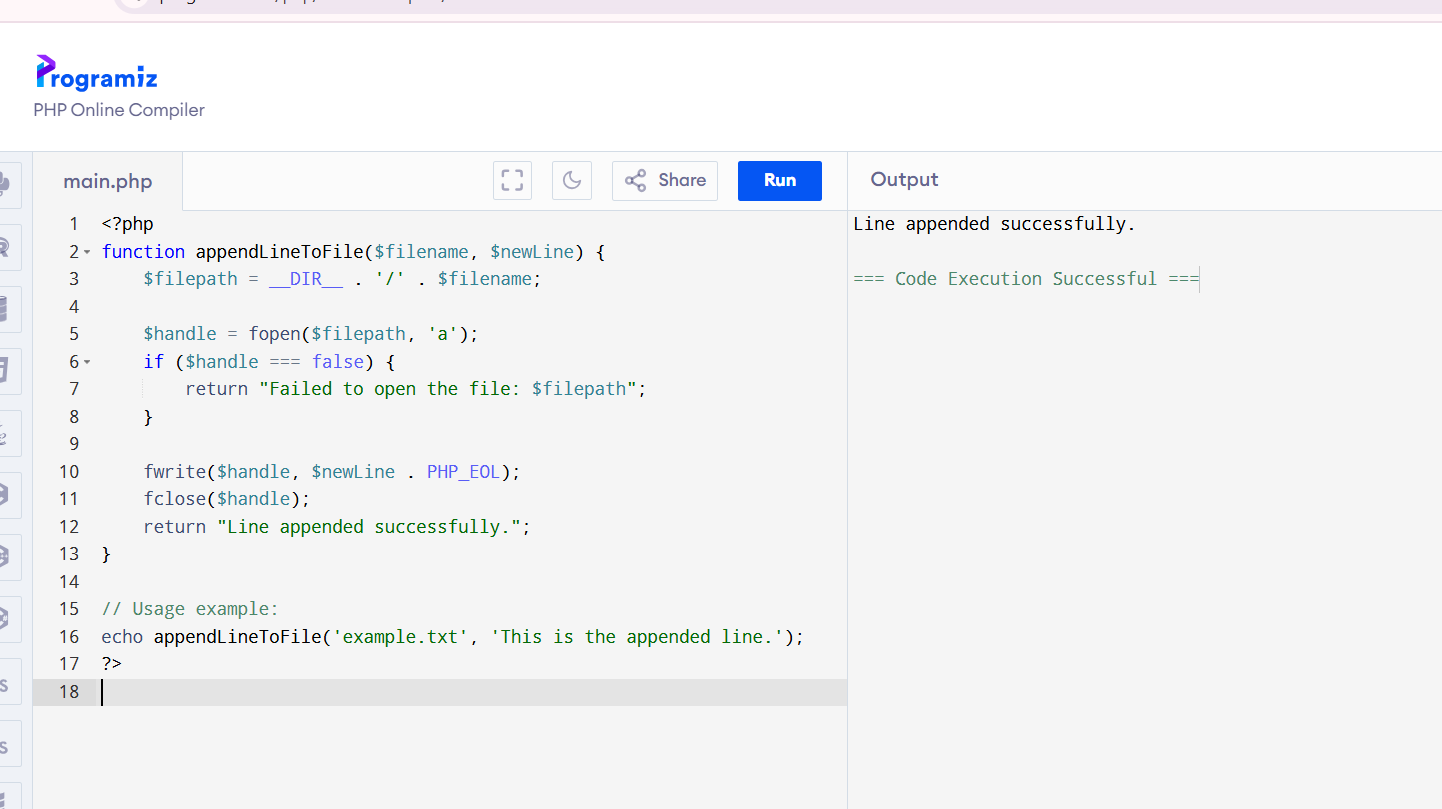 Programiz
PHP Online Compiler
main.php
Share
Run
Output
1 <?php
2 function appendLineToFile($filename, $newLine) {
3     $filepath = __DIR__ . '/' . $filename;
4
5     $handle = fopen($filepath, 'a');
6     if ($handle === false) {
7         return "Failed to open the file: $filepath";
8     }
9
10     fwrite($handle, $newLine . PHP_EOL);
11     fclose($handle);
12     return "Line appended successfully.";
13 }
14
15 // Usage example:
16 echo appendLineToFile('example.txt', 'This is the appended line.');
17 ?>
18
Line appended successfully.
=== Code Execution Successful ===